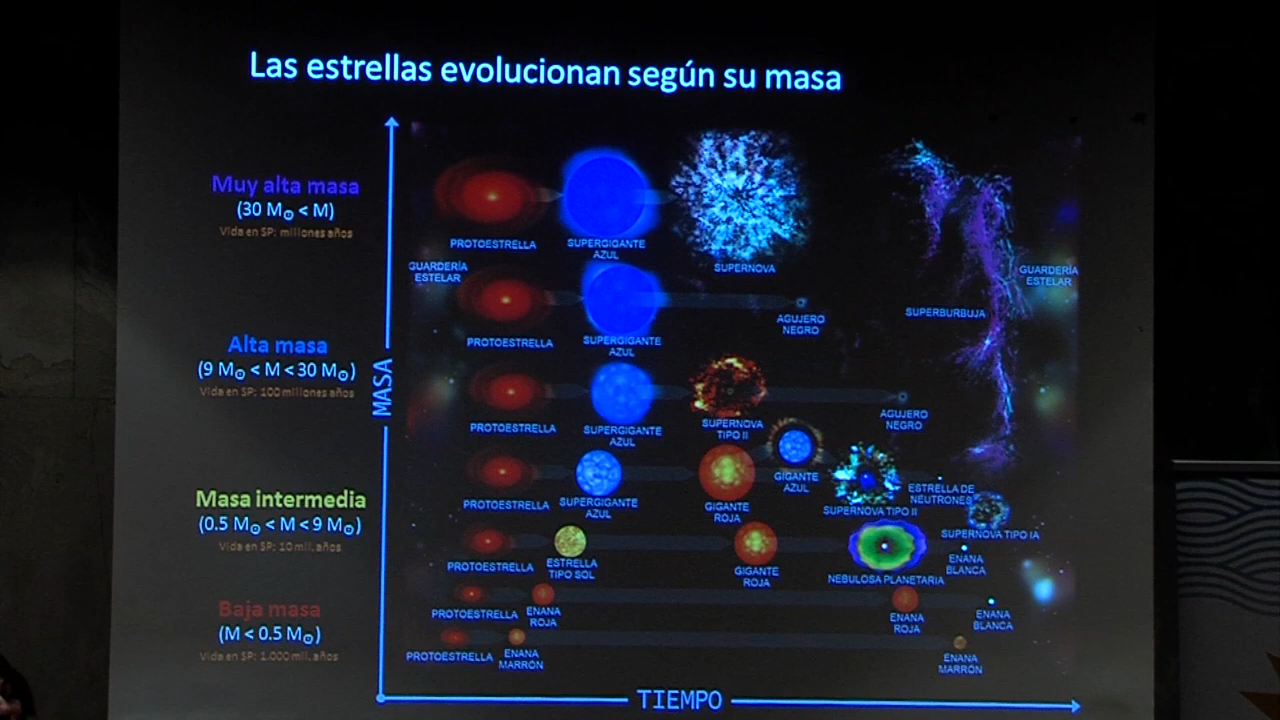 Las estrellas evolucionan según su masa
Muy alta masa
(30 M☉ < M)
Vida en SP: millones años
Alta masa
(9 M☉ < M < 30 M☉)
Vida en SP: 100 millones años
Masa intermedia
(0.5 M☉ < M < 9 M☉)
Vida en SP: 10 mil. años
Baja masa
(M < 0.5 M☉)
Vida en SP: 1.000 mil. años
MASA
PROTOESTRELLA
SUPERGIGANTE
AZUL
SUPERNOVA
GUARDERÍA
ESTELAR
GUARDERÍA
ESTELAR
PROTOESTRELLA
SUPERGIGANTE
AZUL
AGUJERO
NEGRO
SUPERBURBUJA
PROTOESTRELLA
SUPERGIGANTE
AZUL
SUPERNOVA
TIPO II
AGUJERO
NEGRO
PROTOESTRELLA
SUPERGIGANTE
AZUL
GIGANTE
ROJA
GIGANTE
AZUL
SUPERNOVA TIPO II
ESTRELLA DE
NEUTRONES
SUPERNOVA TIPO IA
PROTOESTRELLA
ESTRELLA
TIPO SOL
GIGANTE
ROJA
NEBULOSA PLANETARIA
ENANA
BLANCA
PROTOESTRELLA
ENANA
ROJA
ENANA
ROJA
ENANA
BLANCA
PROTOESTRELLA
ENANA
MARRÓN
ENANA
MARRÓN
TIEMPO